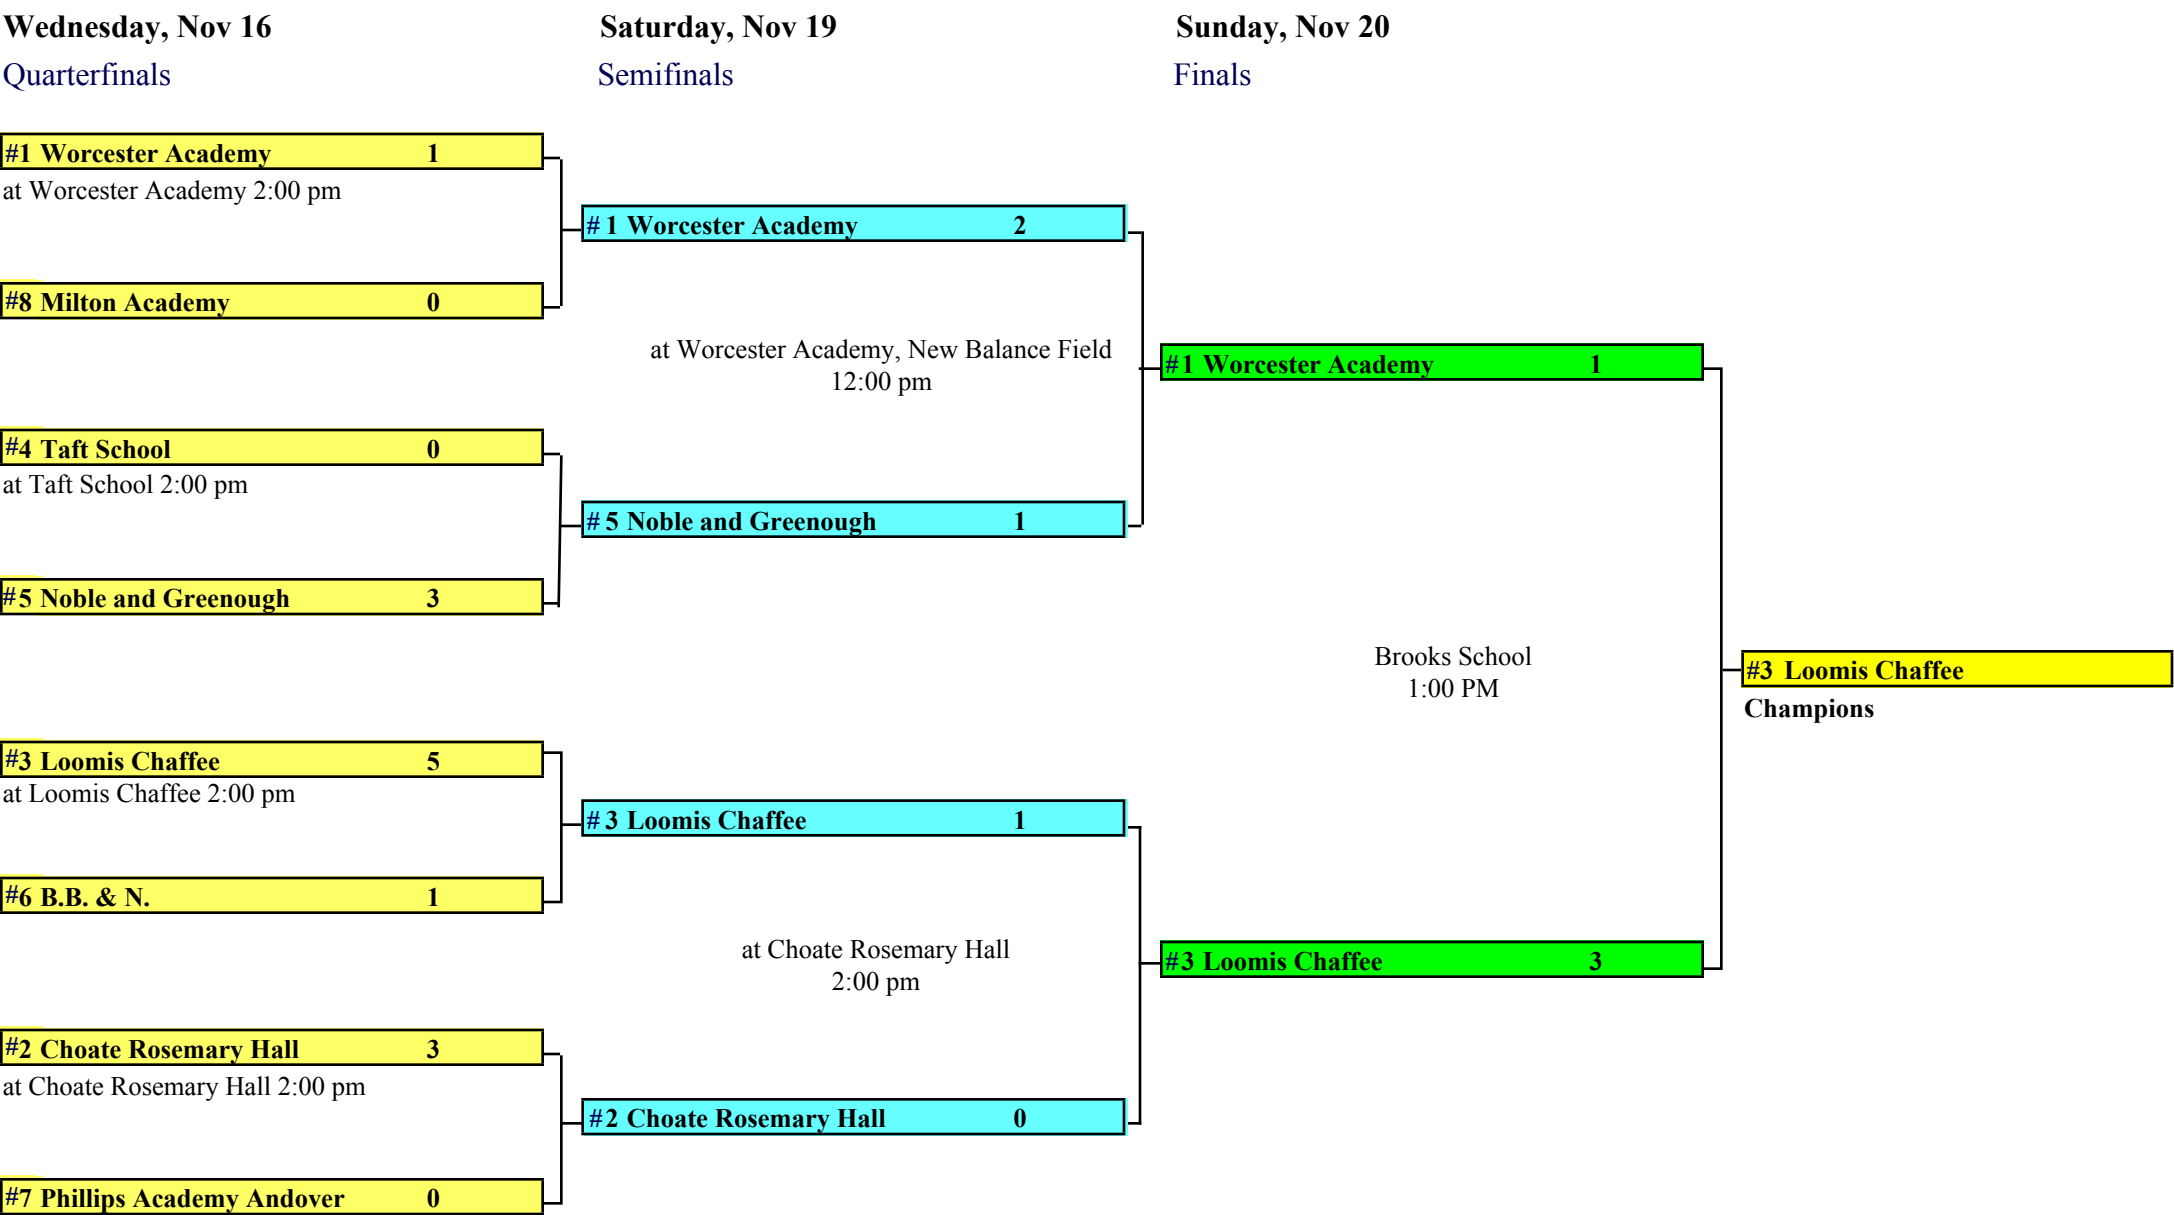 Wednesday, Nov 16
Saturday, Nov 19
Sunday, Nov 20
Quarterfinals
Semifinals
Finals
#1 Worcester Academy 1
at Worcester Academy 2:00 pm
# 1 Worcester Academy 2
#8 Milton Academy 0
at Worcester Academy, New Balance Field
12:00 pm
#1 Worcester Academy 1
#4 Taft School 0
at Taft School 2:00 pm
# 5 Noble and Greenough 1
#5 Noble and Greenough 3
Brooks School
1:00 PM
#3 Loomis Chaffee
Champions
#3 Loomis Chaffee 5
at Loomis Chaffee 2:00 pm
# 3 Loomis Chaffee 1
#6 B.B. & N. 1
at Choate Rosemary Hall
2:00 pm
#3 Loomis Chaffee 3
#2 Choate Rosemary Hall 3
at Choate Rosemary Hall 2:00 pm
#2 Choate Rosemary Hall 0
#7 Phillips Academy Andover 0